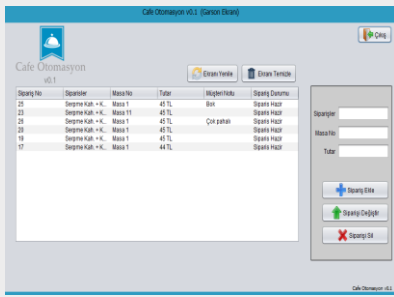 Cafe Otomasyon v0.1 (Garson Ekranı)
Çıkış
Cafe Otomasyon
v0.1
Ekranı Yenile Ekranı Temizle
Sipariş No Siparişler Masa No Tutar Müşteri Notu Sipariş Durumu
25 Serpme Kah. + K... Masa 1 45 TL Bok Sipariş Hazır
23 Serpme Kah. + K... Masa 11 45 TL Sipariş Hazır
Serpme Kah. + K... Masa 1 45 TL Çok pahalı Sipariş Hazır
Serpme Kah. + K... Masa 1 45 TL Sipariş Hazır
Serpme Kah. + K... Masa 1 45 TL Sipariş Hazır
17 Serpme Kah. + K... Masa 1 44 TL Sipariş Hazır
Siparişler
Masa No
Tutar
Sipariş Ekle
Siparişi Değiştir
Siparişi Sil
Cafe Otomasyon v0.1